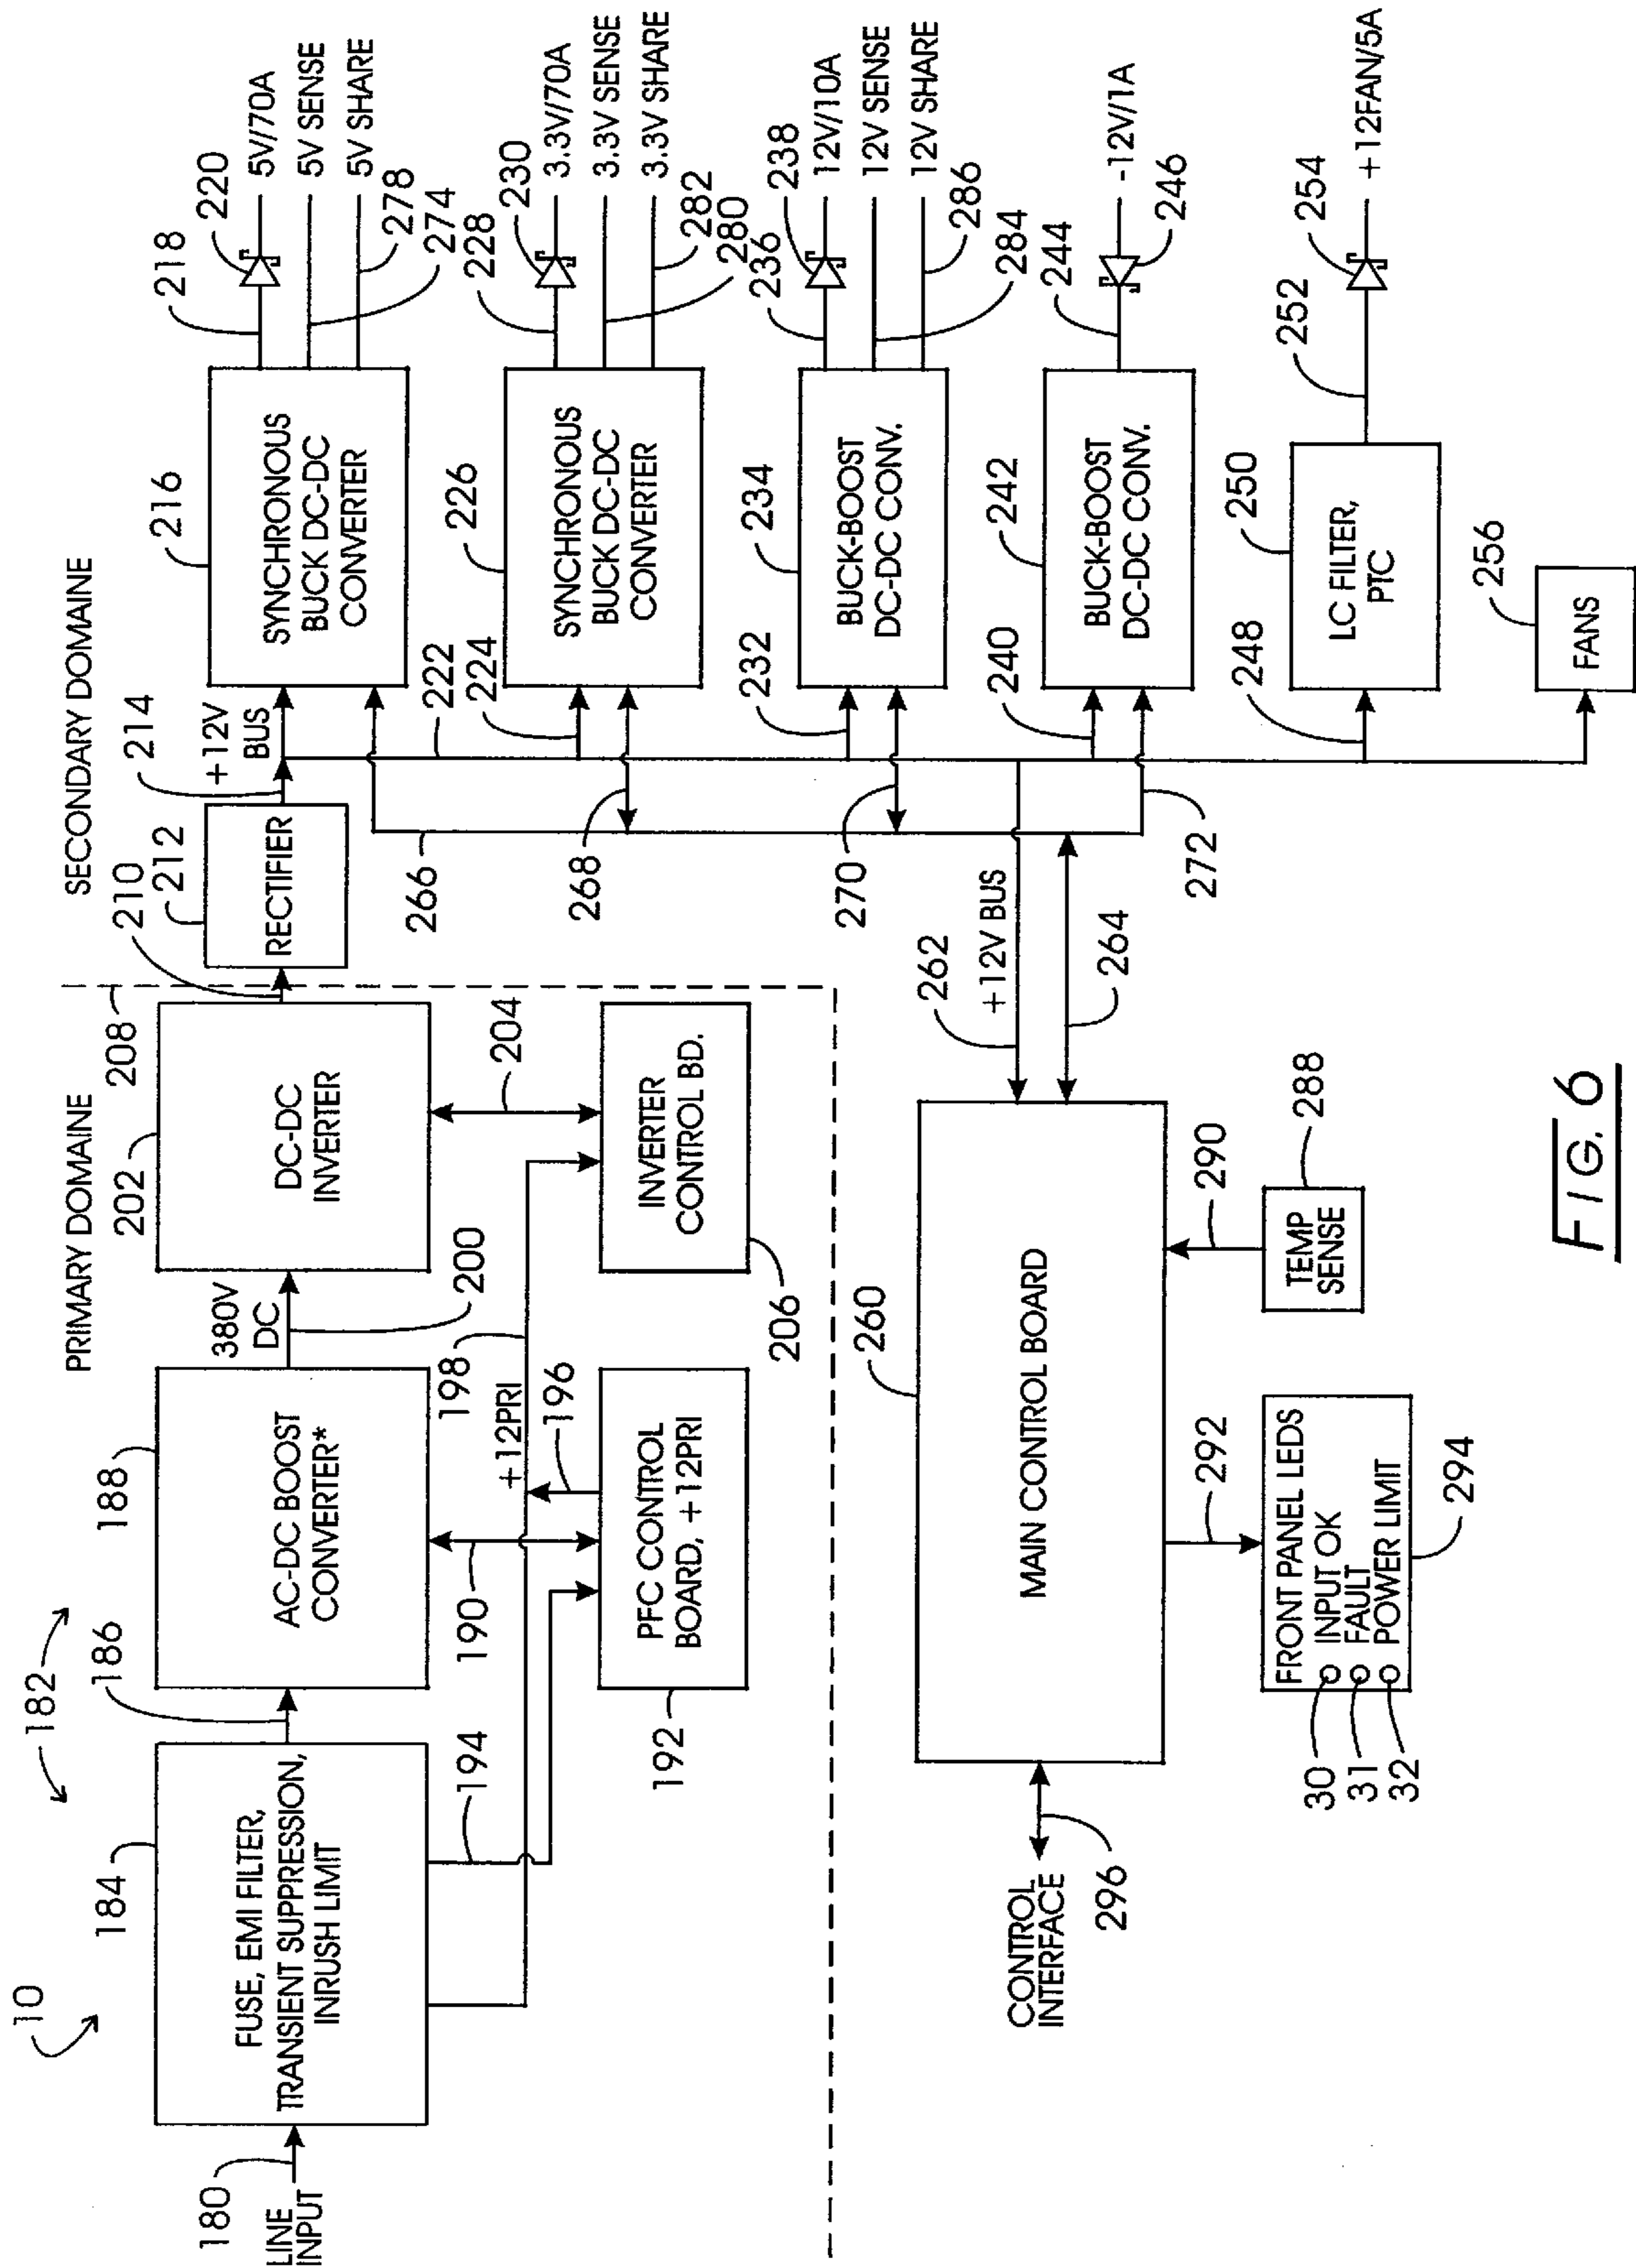 10
182
PRIMARY DOMAINE
SECONDARY DOMAINE
180
LINE
INPUT
184
FUSE, EMI FILTER,
TRANSIENT SUPPRESSION,
INRUSH LIMIT
186
188
AC-DC BOOST
CONVERTER*
380V
DC
200
202
DC-DC
INVERTER
208
210
212
RECTIFIER
214
+12V
BUS
194
190
192
PFC CONTROL
BOARD, +12PRI
196
+12PRI
198
204
206
INVERTER
CONTROL BD.
216
SYNCHRONOUS
BUCK DC-DC
CONVERTER
218
220
5V/70A
5V SENSE
5V SHARE
278
274
222
224
226
SYNCHRONOUS
BUCK DC-DC
CONVERTER
228
230
3.3V/70A
3.3V SENSE
3.3V SHARE
282
280
232
234
BUCK-BOOST
DC-DC CONV.
236
238
12V/10A
12V SENSE
12V SHARE
286
284
240
242
BUCK-BOOST
DC-DC CONV.
244
-12V/1A
246
248
250
LC FILTER,
PTC
252
254
+12FAN/5A
256
FANS
266
268
270
272
262
+12V BUS
264
260
MAIN CONTROL BOARD
CONTROL
INTERFACE
296
292
FRONT PANEL LEDS
INPUT OK
FAULT
POWER LIMIT
30
31
32
294
290
TEMP
SENSE
288
FIG. 6